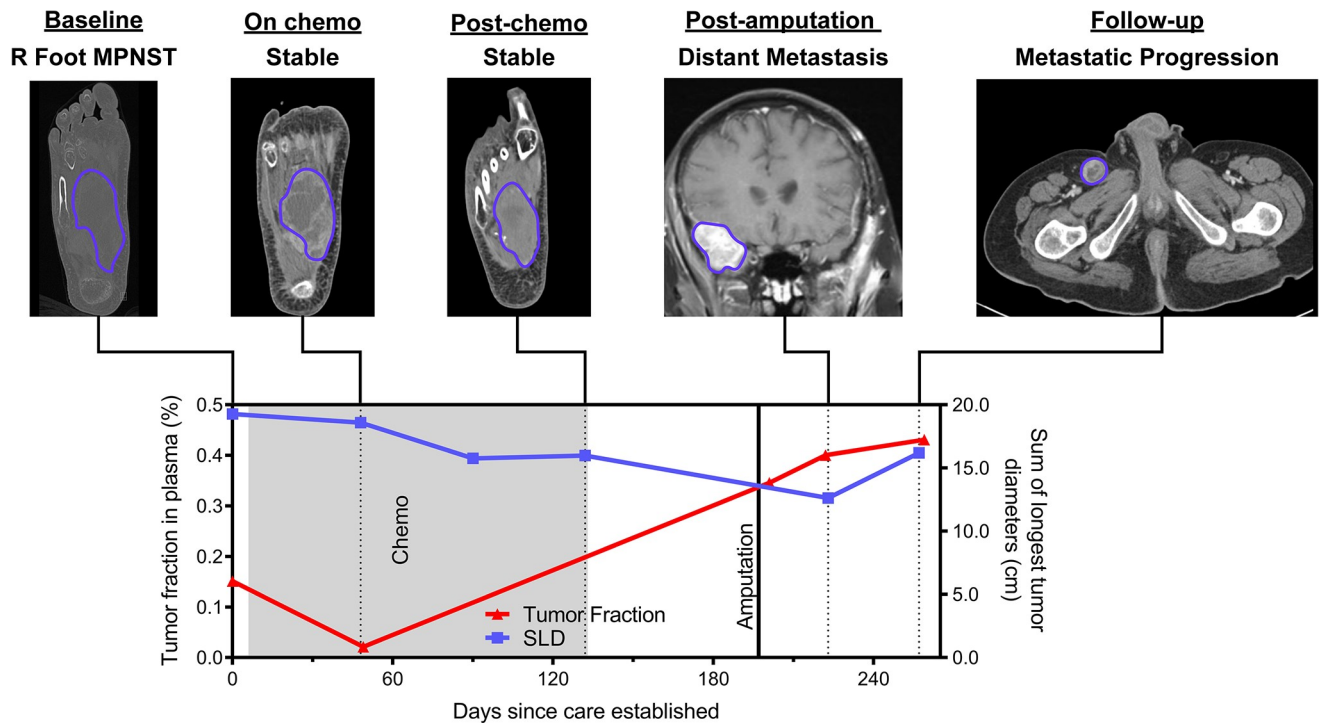 Baseline
R Foot MPNST
On chemo
Stable
Post-chemo
Stable
Post-amputation
Distant Metastasis
Follow-up
Metastatic Progression
Tumor fraction in plasma (%)
0.5
0.4
0.3
0.2
0.1
0.0
Chemo
Amputation
Tumor Fraction
SLD
20.0
15.0
10.0
5.0
0.0
Sum of longest tumor
diameters (cm)
0
60
120
180
240
Days since care established